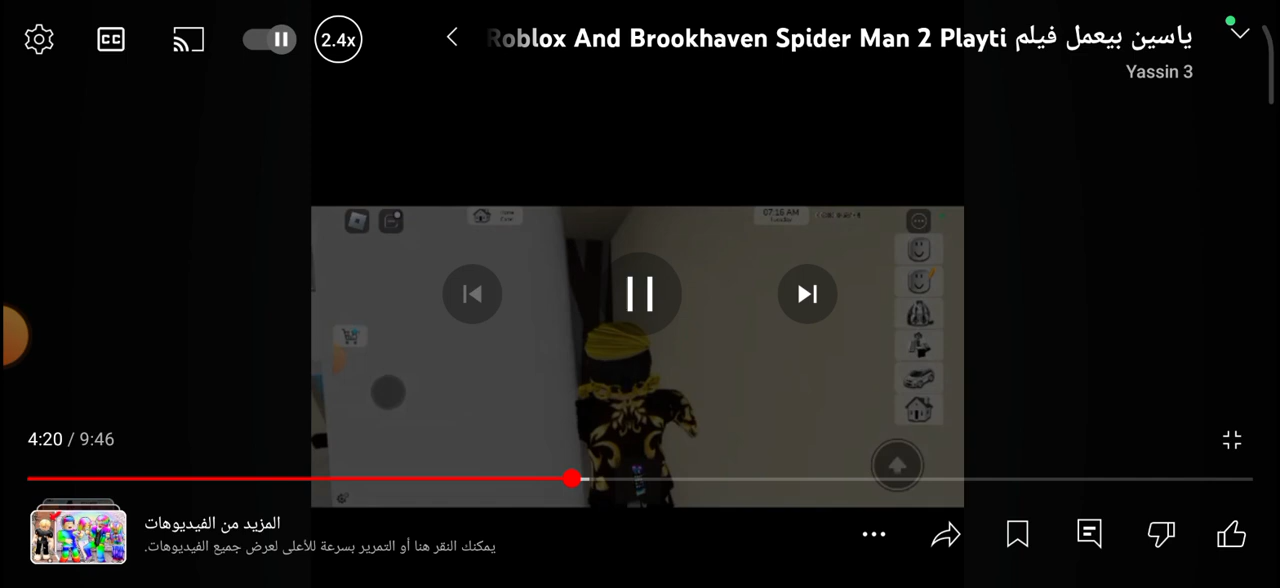 2.4x
ياسين بيعمل فيلم Roblox And Brookhaven Spider Man 2 Playti
Yassin 3
07:16 AM
4:20 / 9:46
المزيد من الفيديوهات
يمكنك النقر هنا أو التمرير بسرعة للأعلى لعرض جميع الفيديوهات.